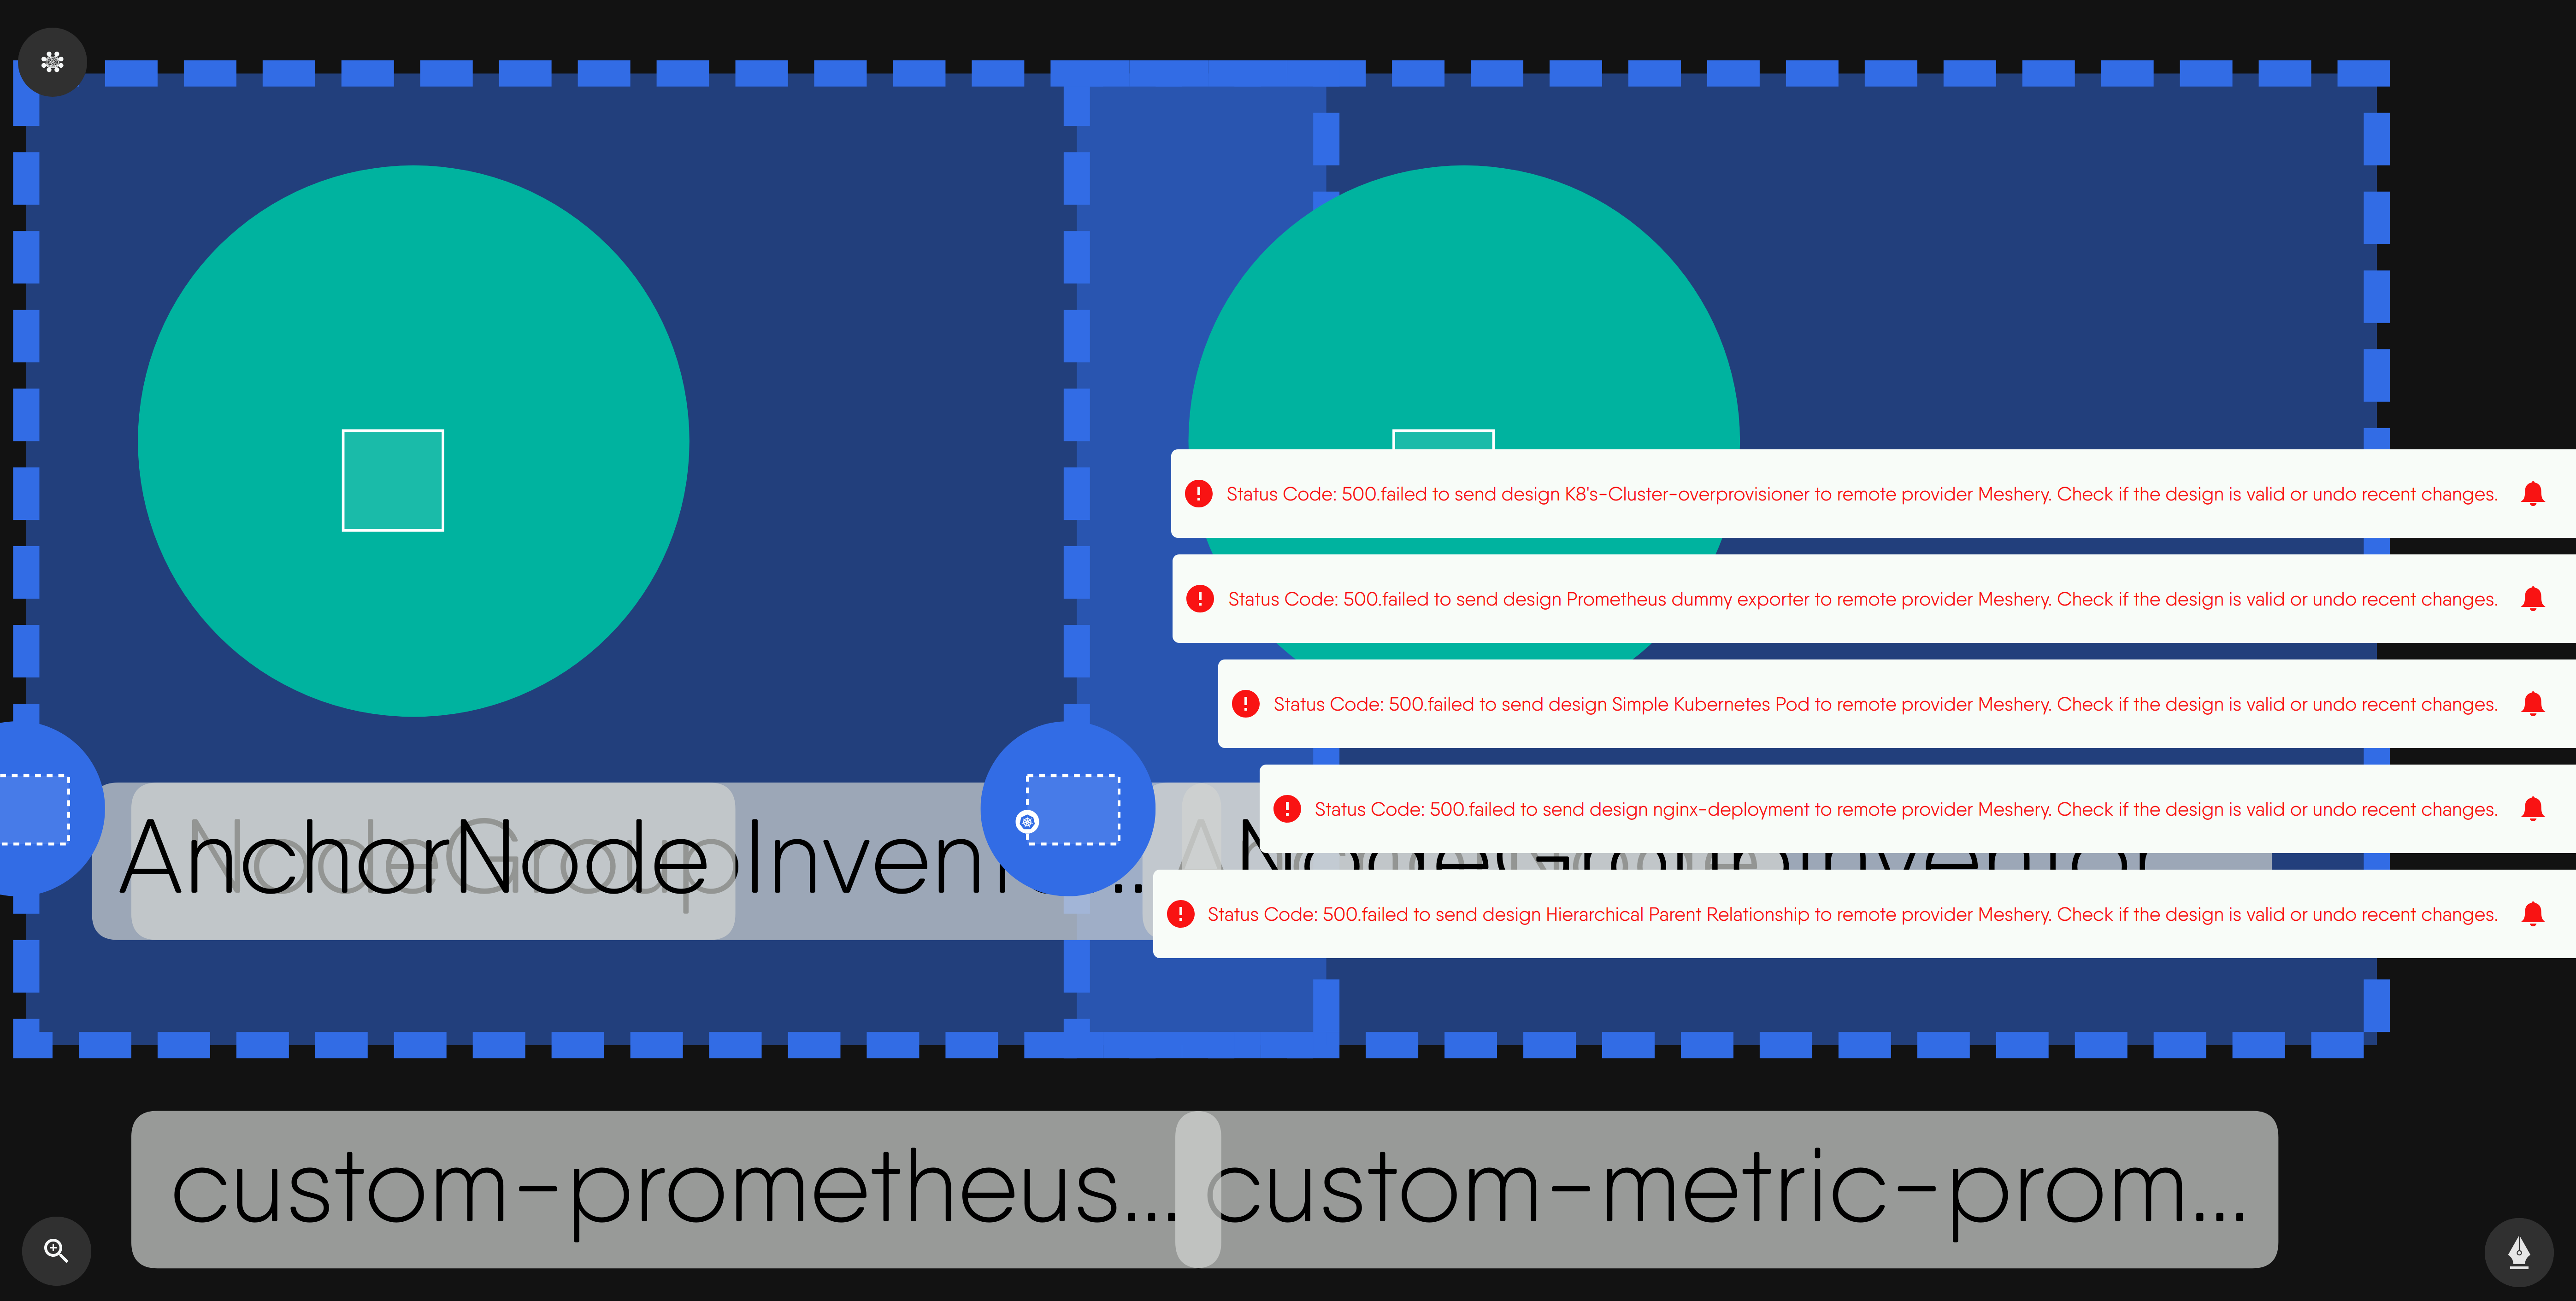 Status Code: 500.failed to send design K8's-Cluster-overprovisioner to remote provider Meshery. Check if the design is valid or undo recent changes.
Status Code: 500.failed to send design Prometheus dummy exporter to remote provider Meshery. Check if the design is valid or undo recent changes.
Status Code: 500.failed to send design Simple Kubernetes Pod to remote provider Meshery. Check if the design is valid or undo recent changes.
Status Code: 500.failed to send design nginx-deployment to remote provider Meshery. Check if the design is valid or undo recent changes.
NodeGroup
AnchorNode
Status Code: 500.failed to send design Hierarchical Parent Relationship to remote provider Meshery. Check if the design is valid or undo recent changes.
custom-prometheus...
custom-metric-prom...